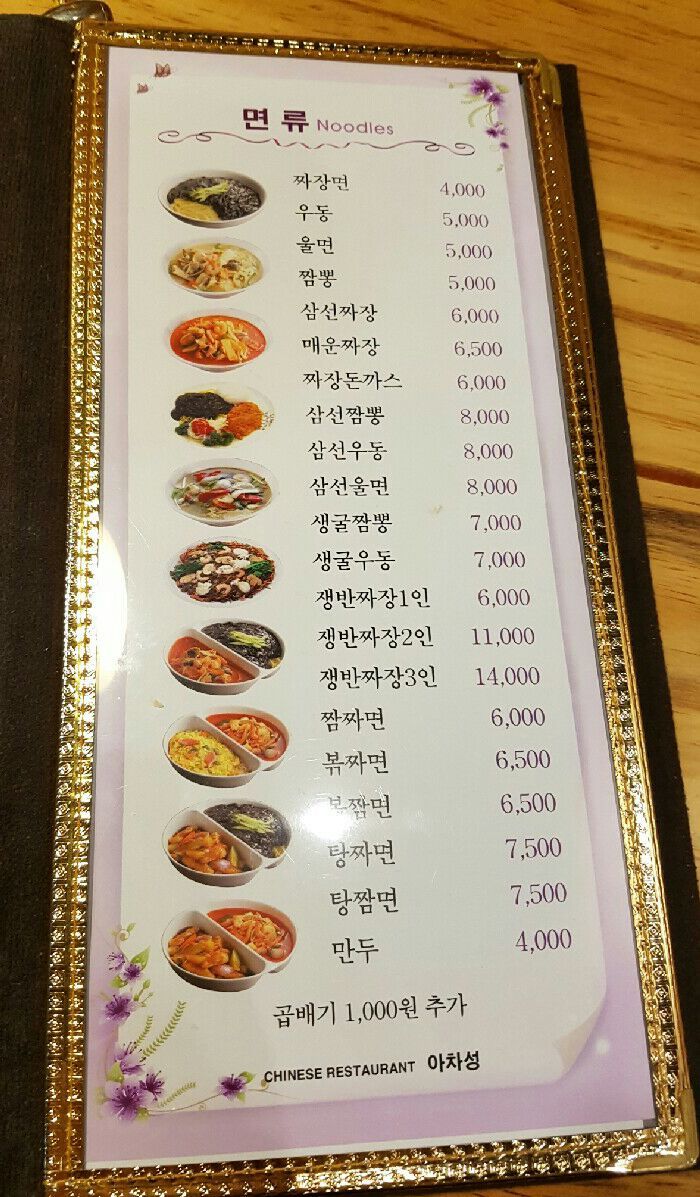 면 류 Noodles
짜장면 4,000
우동 5,000
울면 5,000
짬뽕 5,000
삼선짜장 6,000
매운짜장 6,500
짜장돈까스 6,000
삼선짬뽕 8,000
삼선우동 8,000
삼선울면 8,000
생굴짬뽕 7,000
생굴우동 7,000
쟁반짜장1인 6,000
쟁반짜장2인 11,000
쟁반짜장3인 14,000
짬짜면 6,000
볶짜면 6,500
볶짬면 6,500
탕짜면 7,500
탕짬면 7,500
만두 4,000
곱배기 1,000원 추가
CHINESE RESTAURANT 아차성